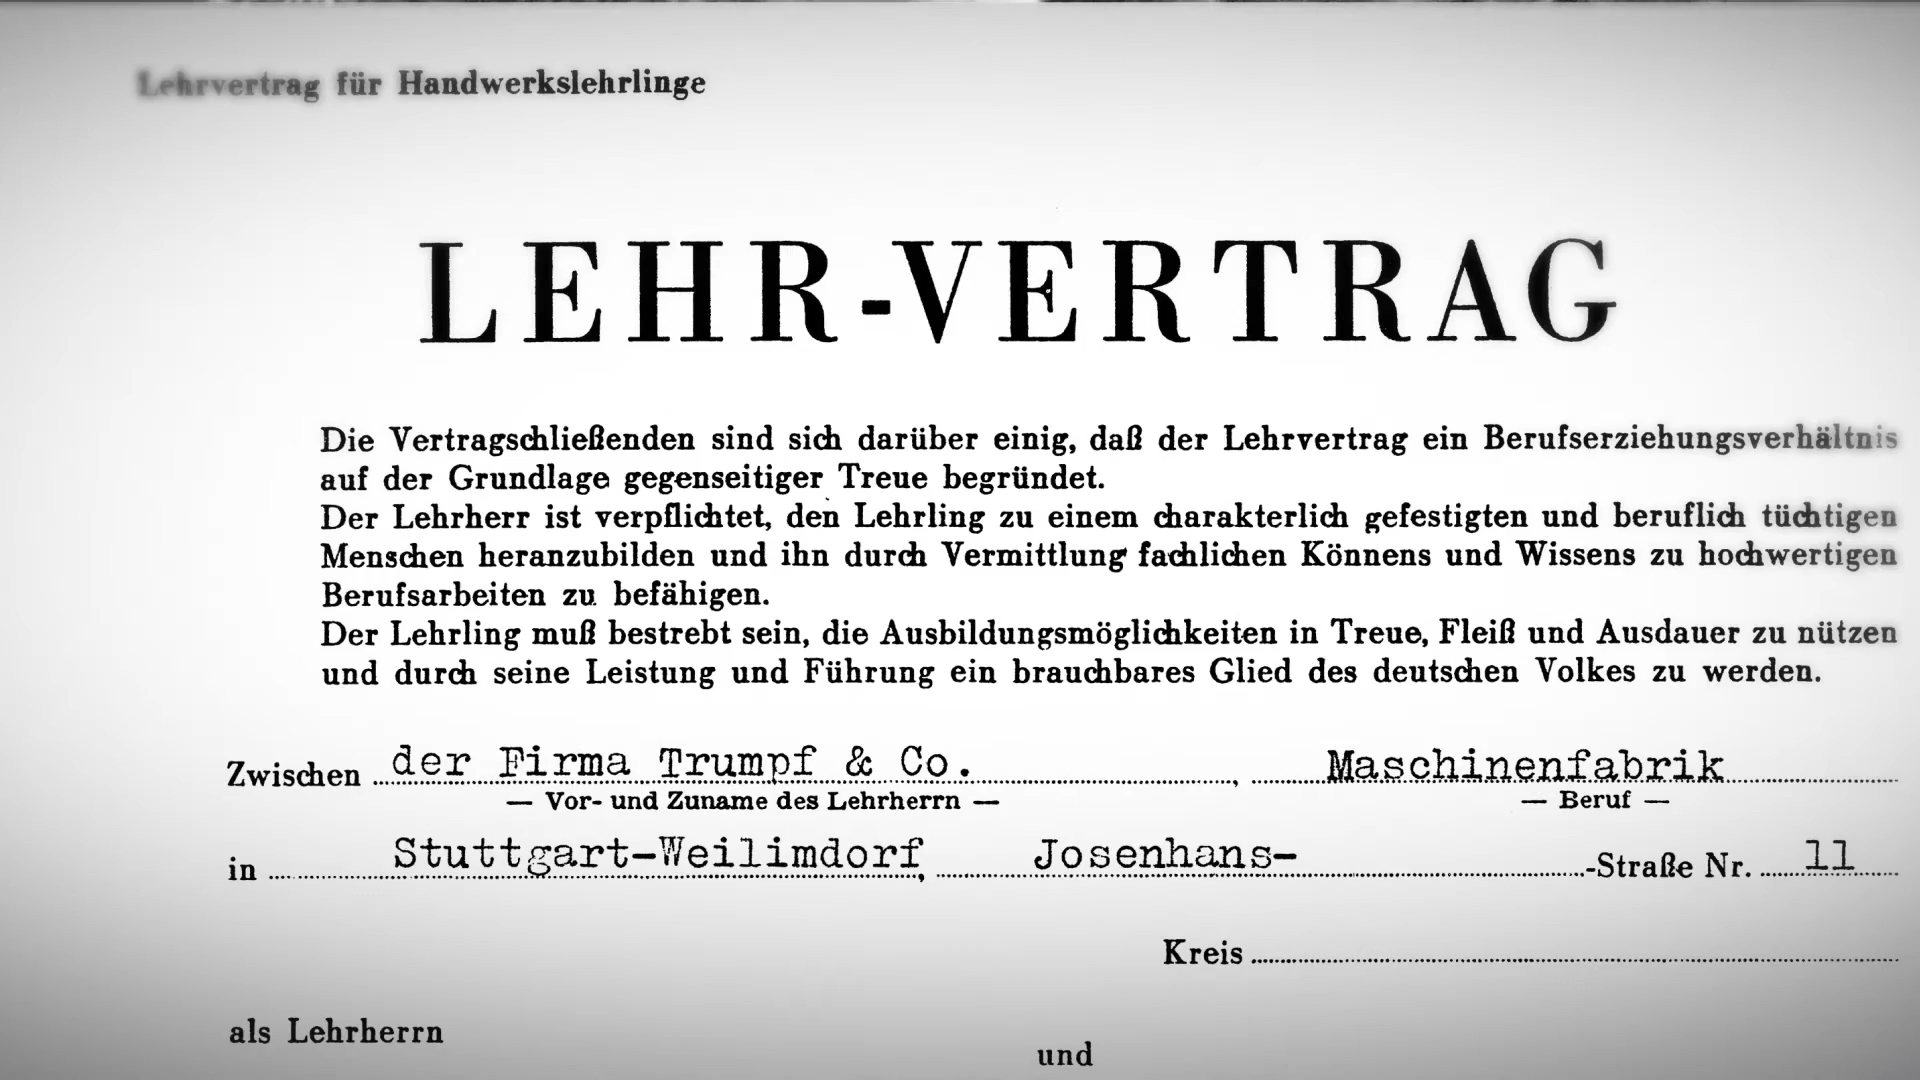 Lehrvertrag für Handwerkslehrlinge
LEHR-VERTRAG
Die Vertragschließenden sind sich darüber einig, daß der Lehrvertrag ein Berufserziehungsverhältnis
auf der Grundlage gegenseitiger Treue begründet.
Der Lehrherr ist verpflichtet, den Lehrling zu einem charakterlich gefestigten und beruflich tüchtigen
Menschen heranzubilden und ihn durch Vermittlung fachlichen Könnens und Wissens zu hochwertigen
Berufsarbeiten zu befähigen.
Der Lehrling muß bestrebt sein, die Ausbildungsmöglichkeiten in Treue, Fleiß und Ausdauer zu nützen
und durch seine Leistung und Führung ein brauchbares Glied des deutschen Volkes zu werden.
Zwischen der Firma Trumpf & Co. , Maschinenfabrik
— Vor- und Zuname des Lehrherrn — — Beruf —
in Stuttgart-Weilimdorf, Josenhans- -Straße Nr. 11
Kreis
als Lehrherrn
und